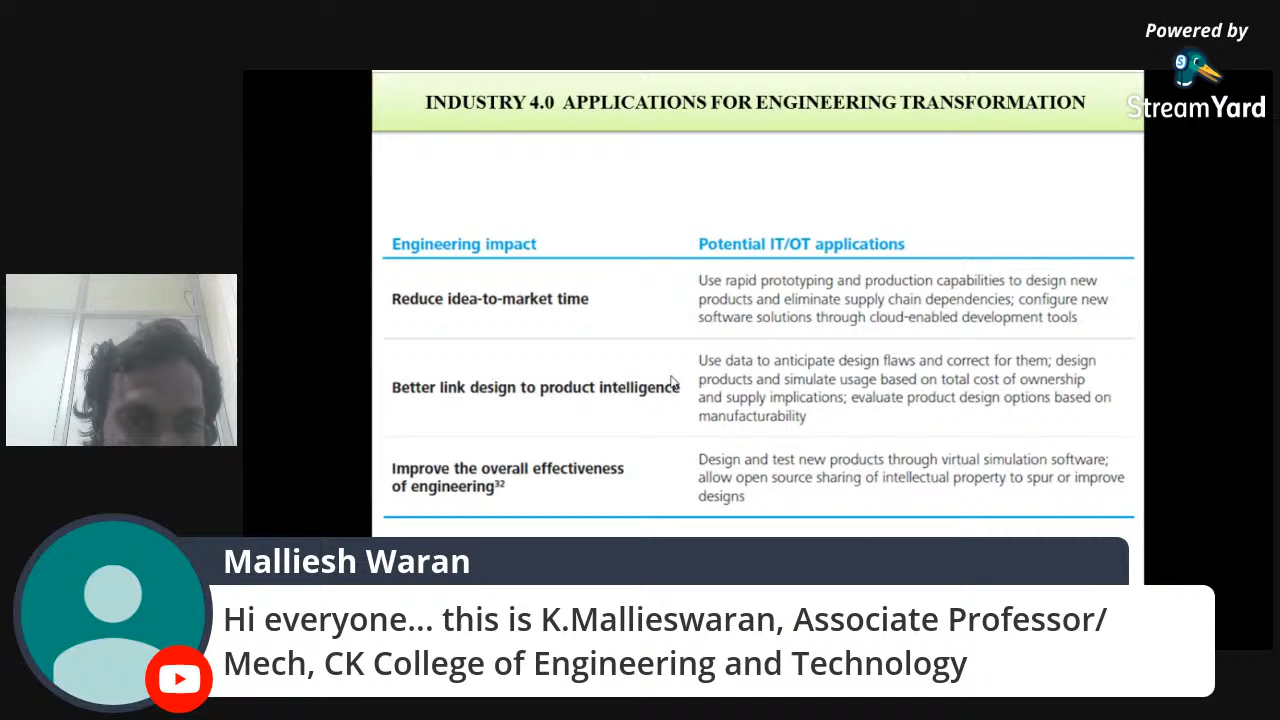 Powered by
StreamYard
INDUSTRY 4.0 APPLICATIONS FOR ENGINEERING TRANSFORMATION
Engineering impact
Potential IT/OT applications
Reduce idea-to-market time
Use rapid prototyping and production capabilities to design new
products and eliminate supply chain dependencies; configure new
software solutions through cloud-enabled development tools
Better link design to product intelligence
Use data to anticipate design flaws and correct for them; design
products and simulate usage based on total cost of ownership
and supply implications; evaluate product design options based on
manufacturability
Improve the overall effectiveness
of engineering³²
Design and test new products through virtual simulation software;
allow open source sharing of intellectual property to spur or improve
designs
Malliesh Waran
Hi everyone... this is K.Mallieswaran, Associate Professor/
Mech, CK College of Engineering and Technology